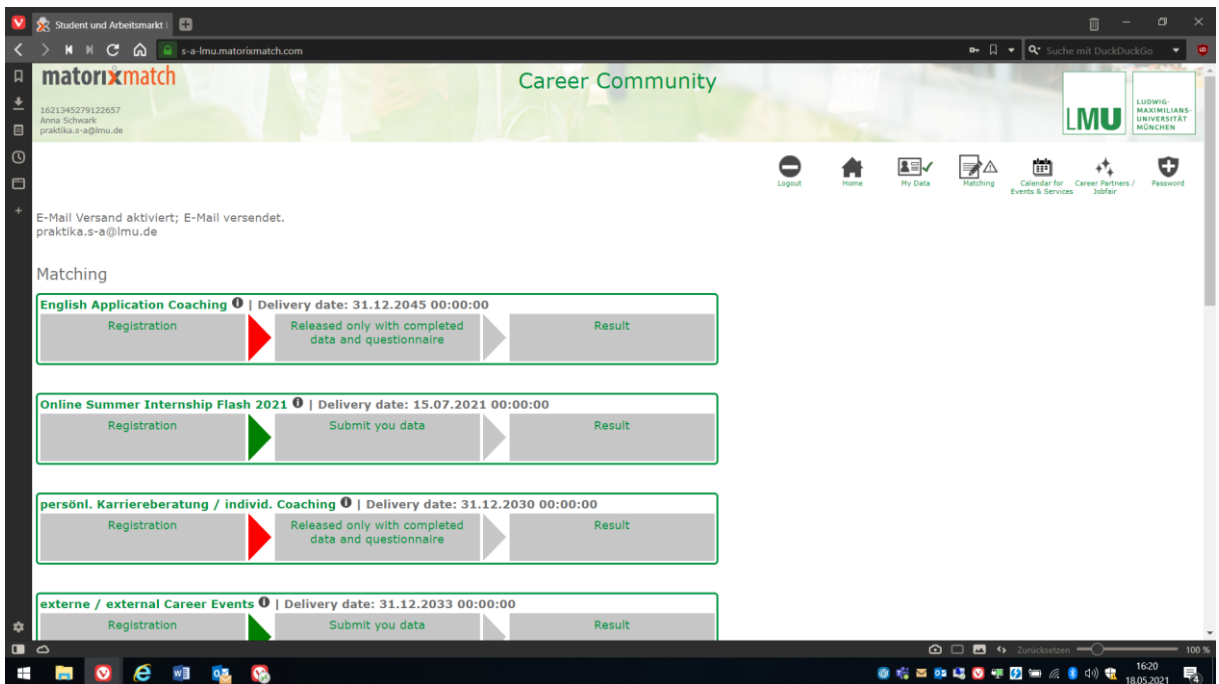 Student und Arbeitsmarkt
s-a-lmu.matorixmatch.com
Suche mit DuckDuckGo
matorixmatch
Career Community
1621345279122657
Anna Schwark
praktika.s-a@lmu.de
LMU
LUDWIG-
MAXIMILIANS-
UNIVERSITÄT
MÜNCHEN
Logout
Home
My Data
Matching
Calendar for
Events & Services
Career Partners /
Jobfair
Password
E-Mail Versand aktiviert; E-Mail versendet.
praktika.s-a@lmu.de
Matching
English Application Coaching | Delivery date: 31.12.2045 00:00:00
Registration
Released only with completed
data and questionnaire
Result
Online Summer Internship Flash 2021 | Delivery date: 15.07.2021 00:00:00
Registration
Submit you data
Result
persönl. Karriereberatung / individ. Coaching | Delivery date: 31.12.2030 00:00:00
Registration
Released only with completed
data and questionnaire
Result
externe / external Career Events | Delivery date: 31.12.2033 00:00:00
Registration
Submit you data
Result
Zurücksetzen
100 %
16:20
18.05.2021